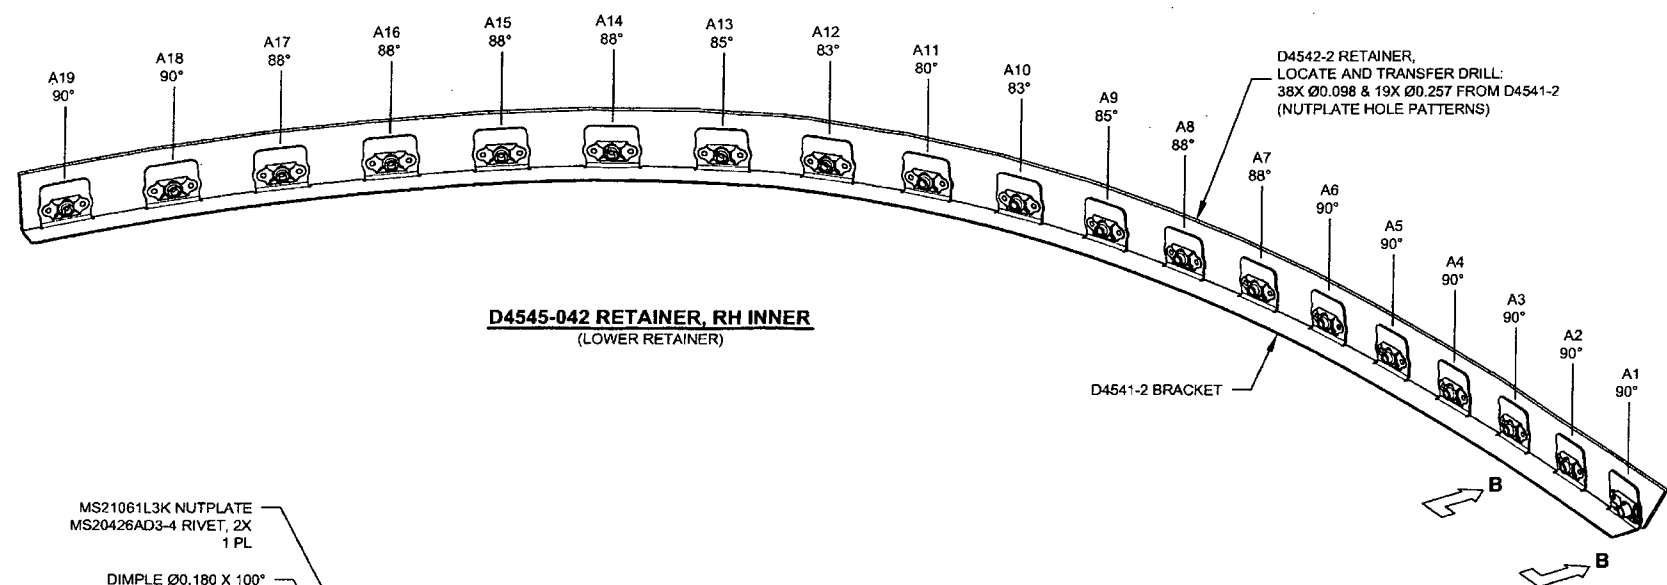 A19
90°
A18
90°
A17
88°
A16
88°
A15
88°
A14
88°
A13
85°
A12
83°
A11
80°
A10
83°
A9
85°
A8
88°
A7
88°
A6
90°
A5
90°
A4
90°
A3
90°
A2
90°
A1
90°
D4542-2 RETAINER,
LOCATE AND TRANSFER DRILL:
38X Ø0.098 & 19X Ø0.257 FROM D4541-2
(NUTPLATE HOLE PATTERNS)
D4545-042 RETAINER, RH INNER
(LOWER RETAINER)
D4541-2 BRACKET
B
B
MS21061L3K NUTPLATE
MS20426AD3-4 RIVET, 2X
1 PL
DIMPLE Ø0.180 X 100°